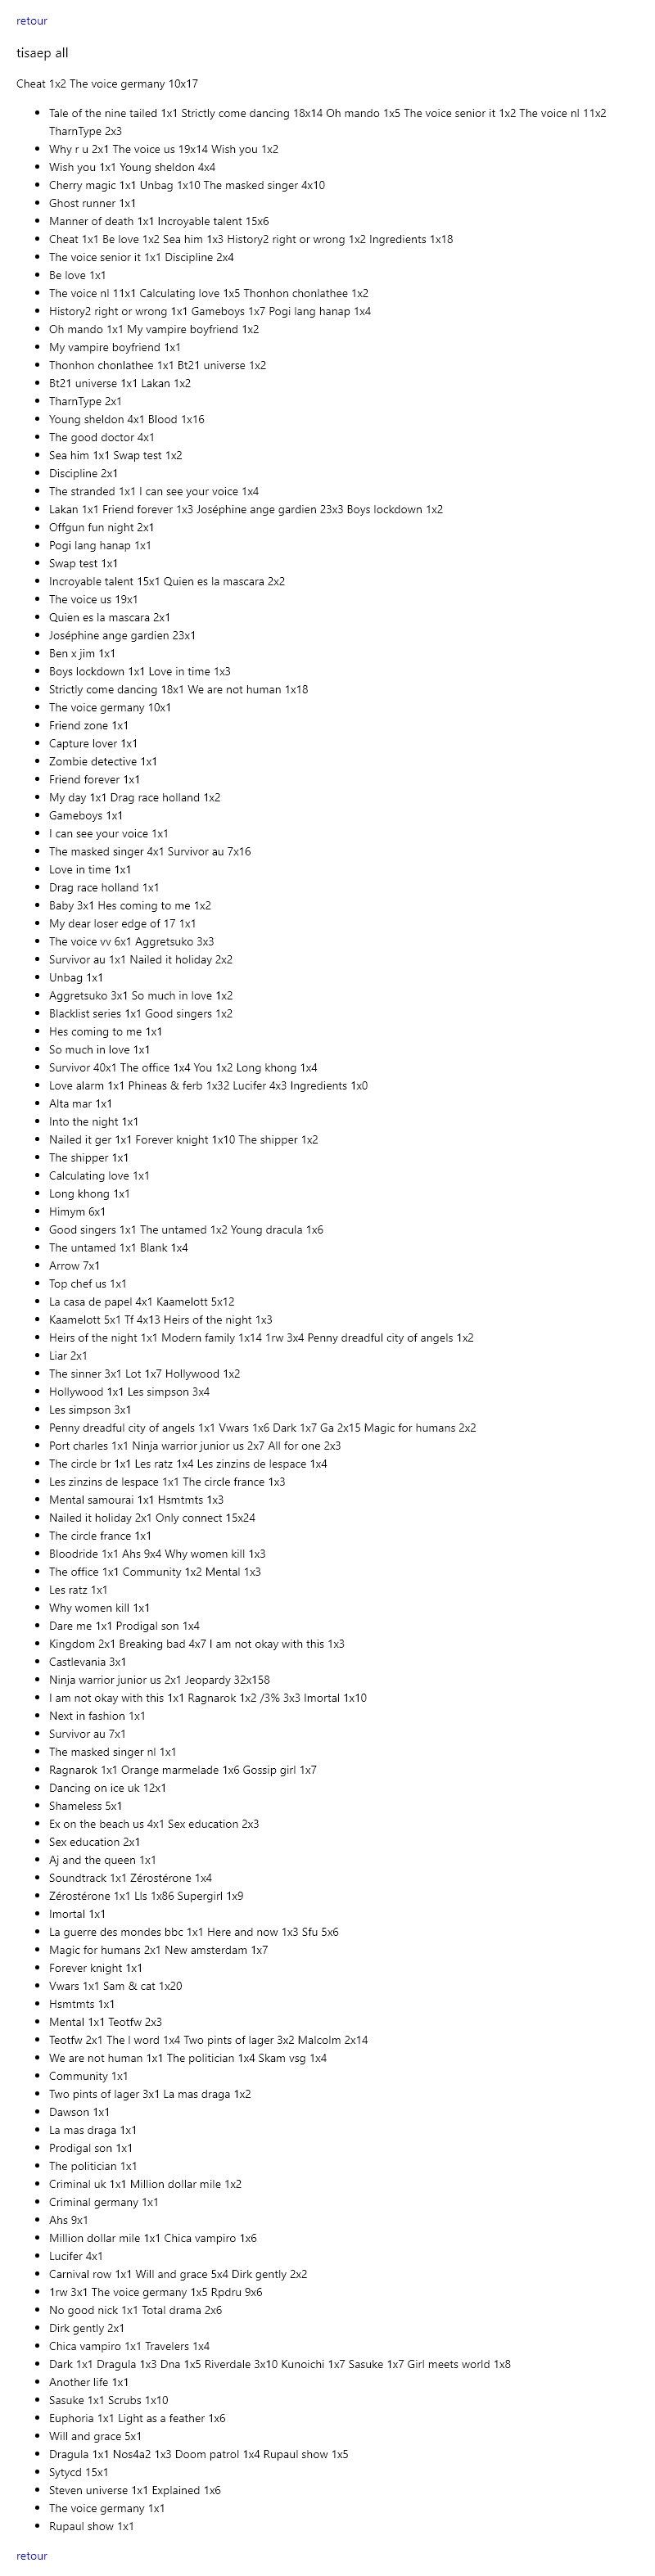 retour
tisaep all
Cheat 1x2 The voice germany 10x17
Tale of the nine tailed 1x1 Strictly come dancing 18x14 Oh mando 1x5 The voice senior it 1x2 The voice nl 11x2
TharnType 2x3
Why r u 2x1 The voice us 19x14 Wish you 1x2
Wish you 1x1 Young sheldon 4x4
Cherry magic 1x1 Unbag 1x10 The masked singer 4x10
Ghost runner 1x1
Manner of death 1x1 Incroyable talent 15x6
Cheat 1x1 Be love 1x2 Sea him 1x3 History2 right or wrong 1x2 Ingredients 1x18
The voice senior it 1x1 Discipline 2x4
Be love 1x1
The voice nl 11x1 Calculating love 1x5 Thonhon chonlathee 1x2
History2 right or wrong 1x1 Gameboys 1x7 Pogi lang hanap 1x4
Oh mando 1x1 My vampire boyfriend 1x2
My vampire boyfriend 1x1
Thonhon chonlathee 1x1 Bt21 universe 1x2
Bt21 universe 1x1 Lakan 1x2
TharnType 2x1
Young sheldon 4x1 Blood 1x16
The good doctor 4x1
Sea him 1x1 Swap test 1x2
Discipline 2x1
The stranded 1x1 I can see your voice 1x4
Lakan 1x1 Friend forever 1x3 Joséphine ange gardien 23x3 Boys lockdown 1x2
Offgun fun night 2x1
Pogi lang hanap 1x1
Swap test 1x1
Incroyable talent 15x1 Quien es la mascara 2x2
The voice us 19x1
Quien es la mascara 2x1
Joséphine ange gardien 23x1
Ben x jim 1x1
Boys lockdown 1x1 Love in time 1x3
Strictly come dancing 18x1 We are not human 1x18
The voice germany 10x1
Friend zone 1x1
Capture lover 1x1
Zombie detective 1x1
Friend forever 1x1
My day 1x1 Drag race holland 1x2
Gameboys 1x1
I can see your voice 1x1
The masked singer 4x1 Survivor au 7x16
Love in time 1x1
Drag race holland 1x1
Baby 3x1 Hes coming to me 1x2
My dear loser edge of 17 1x1
The voice vv 6x1 Aggretsuko 3x3
Survivor au 1x1 Nailed it holiday 2x2
Unbag 1x1
Aggretsuko 3x1 So much in love 1x2
Blacklist series 1x1 Good singers 1x2
Hes coming to me 1x1
So much in love 1x1
Survivor 40x1 The office 1x4 You 1x2 Long khong 1x4
Love alarm 1x1 Phineas & ferb 1x32 Lucifer 4x3 Ingredients 1x0
Alta mar 1x1
Into the night 1x1
Nailed it ger 1x1 Forever knight 1x10 The shipper 1x2
The shipper 1x1
Calculating love 1x1
Long khong 1x1
Himym 6x1
Good singers 1x1 The untamed 1x2 Young dracula 1x6
The untamed 1x1 Blank 1x4
Arrow 7x1
Top chef us 1x1
La casa de papel 4x1 Kaamelott 5x12
Kaamelott 5x1 Tf 4x13 Heirs of the night 1x3
Heirs of the night 1x1 Modern family 1x14 1rw 3x4 Penny dreadful city of angels 1x2
Liar 2x1
The sinner 3x1 Lot 1x7 Hollywood 1x2
Hollywood 1x1 Les simpson 3x4
Les simpson 3x1
Penny dreadful city of angels 1x1 Vwars 1x6 Dark 1x7 Ga 2x15 Magic for humans 2x2
Port charles 1x1 Ninja warrior junior us 2x7 All for one 2x3
The circle br 1x1 Les ratz 1x4 Les zinzins de lespace 1x4
Les zinzins de lespace 1x1 The circle france 1x3
Mental samourai 1x1 Hsmtmts 1x3
Nailed it holiday 2x1 Only connect 15x24
The circle france 1x1
Bloodride 1x1 Ahs 9x4 Why women kill 1x3
The office 1x1 Community 1x2 Mental 1x3
Les ratz 1x1
Why women kill 1x1
Dare me 1x1 Prodigal son 1x4
Kingdom 2x1 Breaking bad 4x7 I am not okay with this 1x3
Castlevania 3x1
Ninja warrior junior us 2x1 Jeopardy 32x158
I am not okay with this 1x1 Ragnarok 1x2 /3% 3x3 Imortal 1x10
Next in fashion 1x1
Survivor au 7x1
The masked singer nl 1x1
Ragnarok 1x1 Orange marmelade 1x6 Gossip girl 1x7
Dancing on ice uk 12x1
Shameless 5x1
Ex on the beach us 4x1 Sex education 2x3
Sex education 2x1
Aj and the queen 1x1
Soundtrack 1x1 Zérostérone 1x4
Zérostérone 1x1 Lls 1x86 Supergirl 1x9
Imortal 1x1
La guerre des mondes bbc 1x1 Here and now 1x3 Sfu 5x6
Magic for humans 2x1 New amsterdam 1x7
Forever knight 1x1
Vwars 1x1 Sam & cat 1x20
Hsmtmts 1x1
Mental 1x1 Teotfw 2x3
Teotfw 2x1 The l word 1x4 Two pints of lager 3x2 Malcolm 2x14
We are not human 1x1 The politician 1x4 Skam vsg 1x4
Community 1x1
Two pints of lager 3x1 La mas draga 1x2
Dawson 1x1
La mas draga 1x1
Prodigal son 1x1
The politician 1x1
Criminal uk 1x1 Million dollar mile 1x2
Criminal germany 1x1
Ahs 9x1
Million dollar mile 1x1 Chica vampiro 1x6
Lucifer 4x1
Carnival row 1x1 Will and grace 5x4 Dirk gently 2x2
1rw 3x1 The voice germany 1x5 Rpdru 9x6
No good nick 1x1 Total drama 2x6
Dirk gently 2x1
Chica vampiro 1x1 Travelers 1x4
Dark 1x1 Dragula 1x3 Dna 1x5 Riverdale 3x10 Kunoichi 1x7 Sasuke 1x7 Girl meets world 1x8
Another life 1x1
Sasuke 1x1 Scrubs 1x10
Euphoria 1x1 Light as a feather 1x6
Will and grace 5x1
Dragula 1x1 Nos4a2 1x3 Doom patrol 1x4 Rupaul show 1x5
Sytycd 15x1
Steven universe 1x1 Explained 1x6
The voice germany 1x1
Rupaul show 1x1
retour